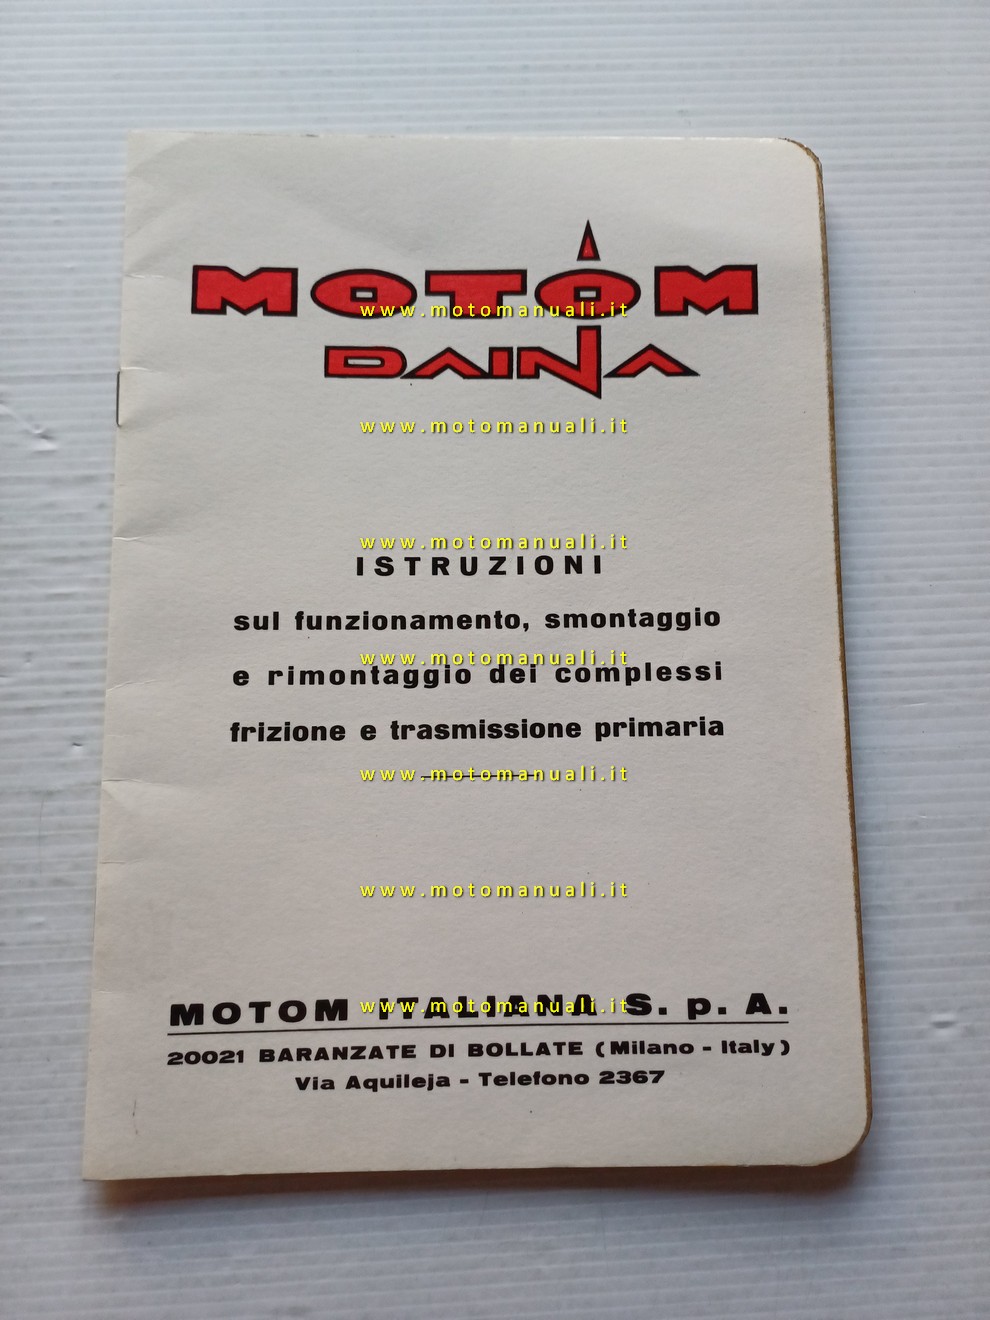 MOTOM
www.motomanuali.it
DAINA
www.motomanuali.it
www.motomanuali.it
ISTRUZIONI
sul funzionamento, smontaggio
www.motomanuali.it
e rimontaggio dei complessi
frizione e trasmissione primaria
www.motomanuali.it
www.motomanuali.it
MOTOM ITALIANA S. p. A.
www.motomanuali.it
20021 BARANZATE DI BOLLATE (Milano - Italy)
Via Aquileja - Telefono 2367